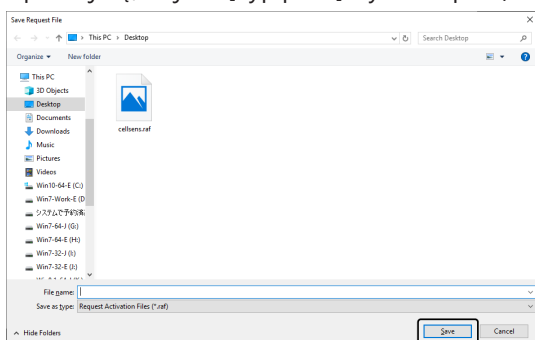 Save Request File
This PC > Desktop
Search Desktop
Organize
New folder
This PC
3D Objects
Desktop
Documents
Downloads
Music
Pictures
Videos
Win10-64-E (C:)
Win7-Work-E (D
システムで予約済
Win7-64-J (G:)
Win7-64-E (H:)
Win7-32-J (I:)
Win7-32-E (J:)
cellsens.raf
File name:
Save as type: Request Activation Files (*.raf)
Hide Folders
Save
Cancel